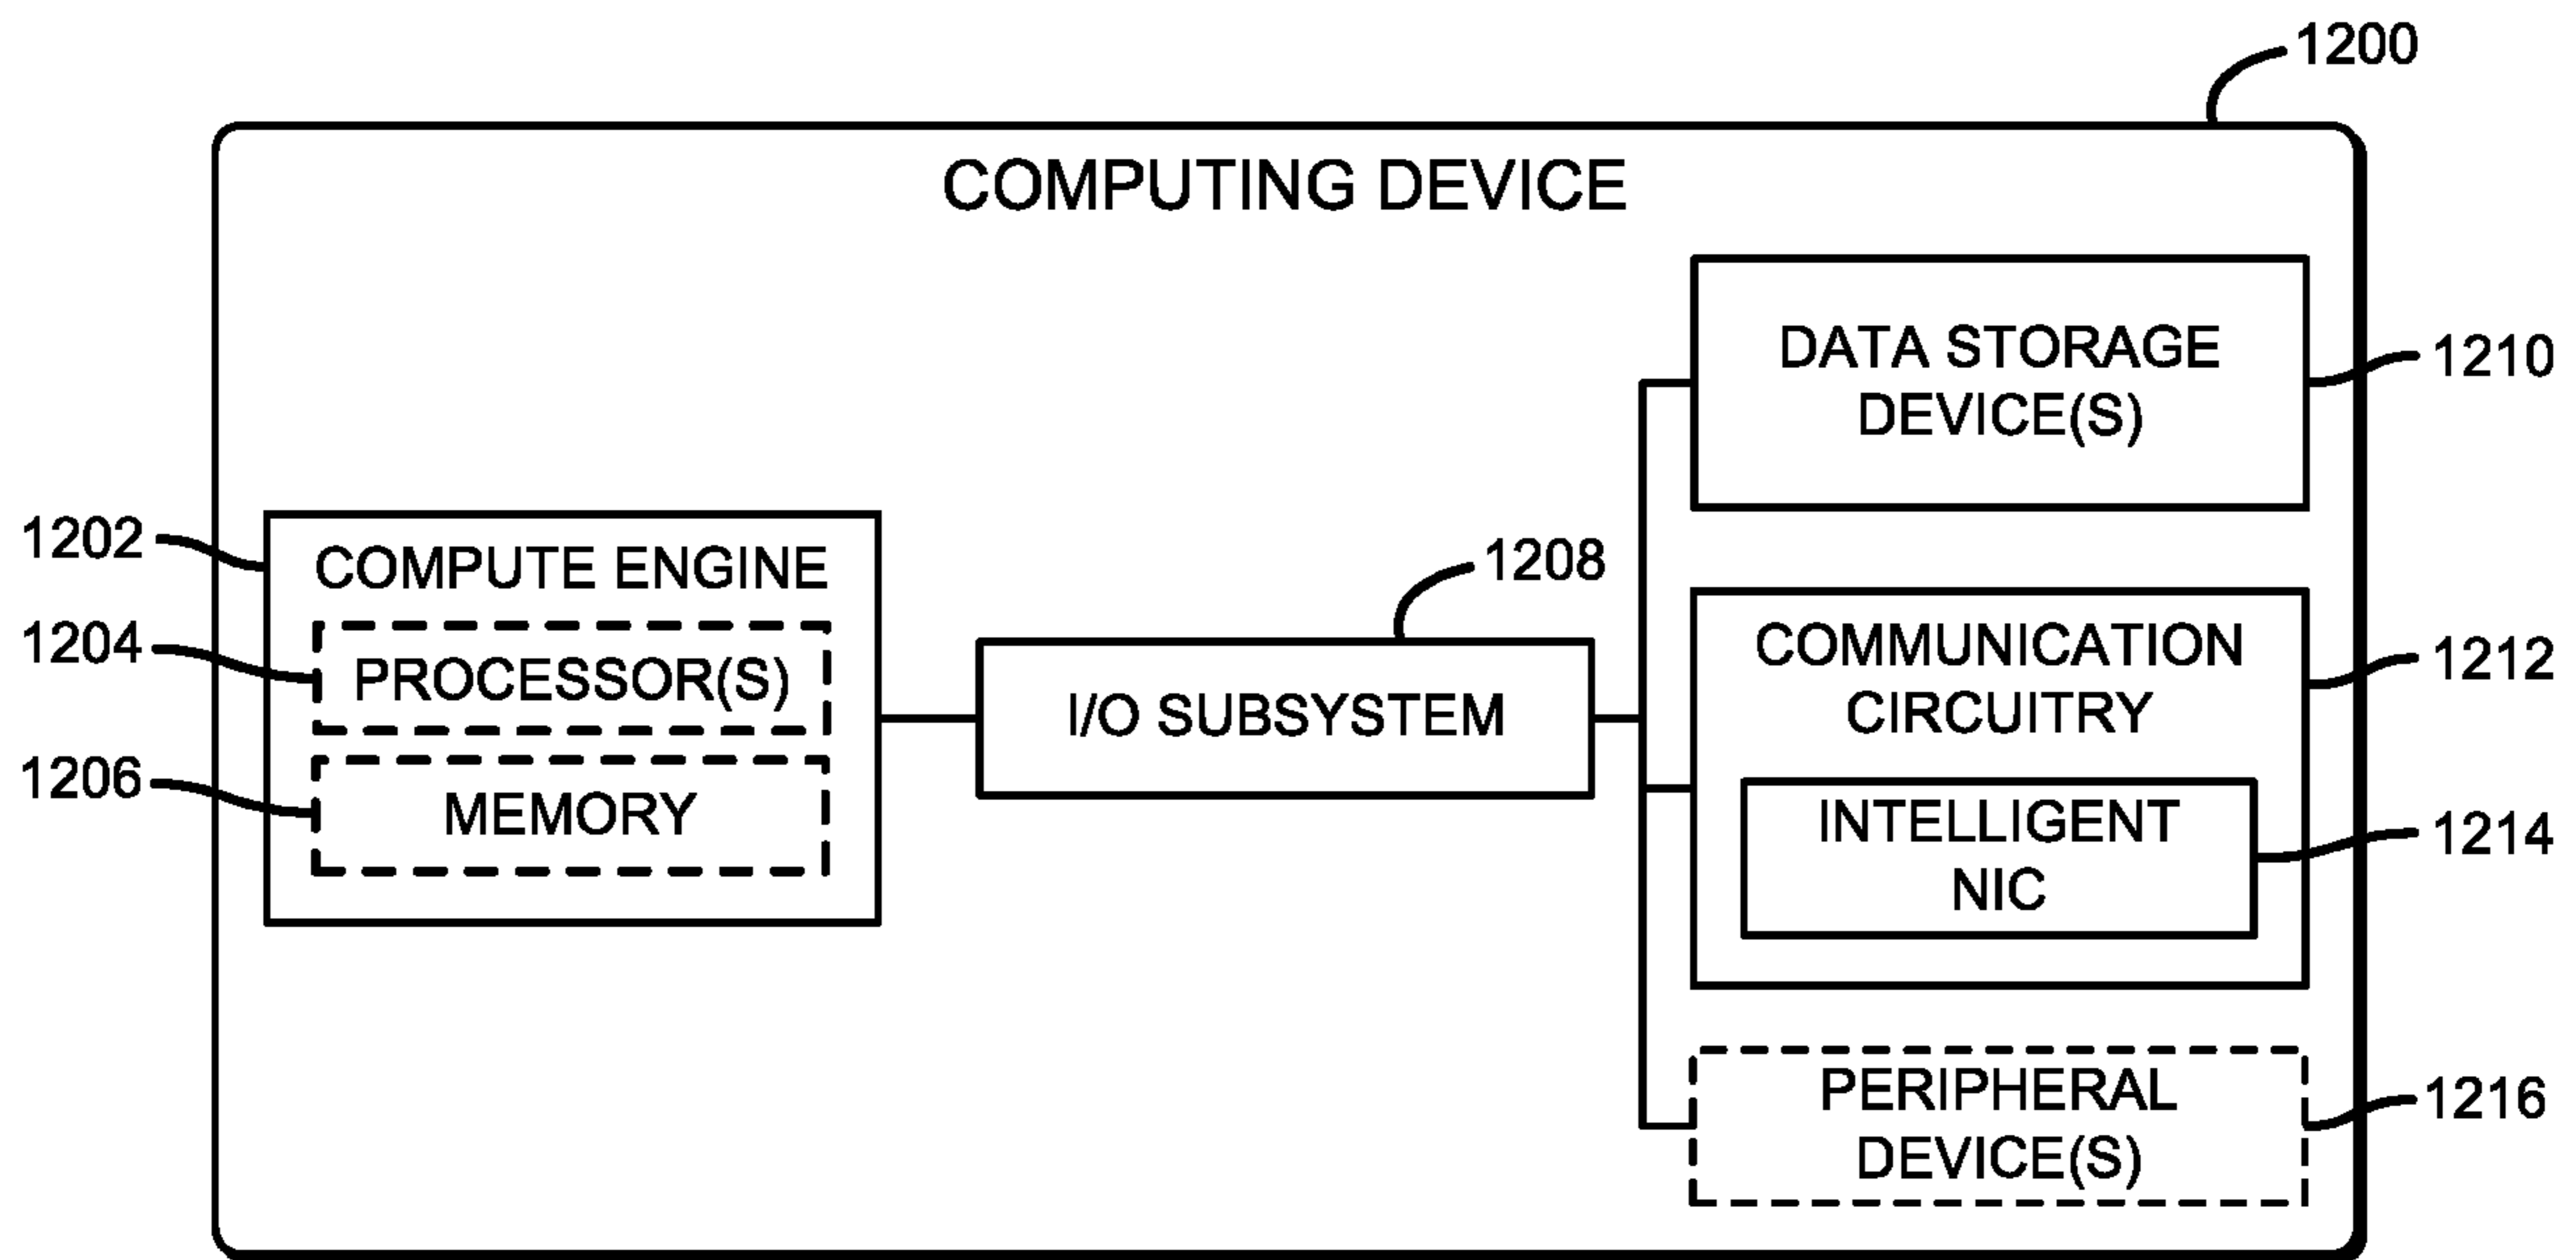 1200
COMPUTING DEVICE
DATA STORAGE
DEVICE(S)
1210
1202
COMPUTE ENGINE
1204
PROCESSOR(S)
1206
MEMORY
1208
I/O SUBSYSTEM
COMMUNICATION
CIRCUITRY
1212
INTELLIGENT
NIC
1214
PERIPHERAL
DEVICE(S)
1216